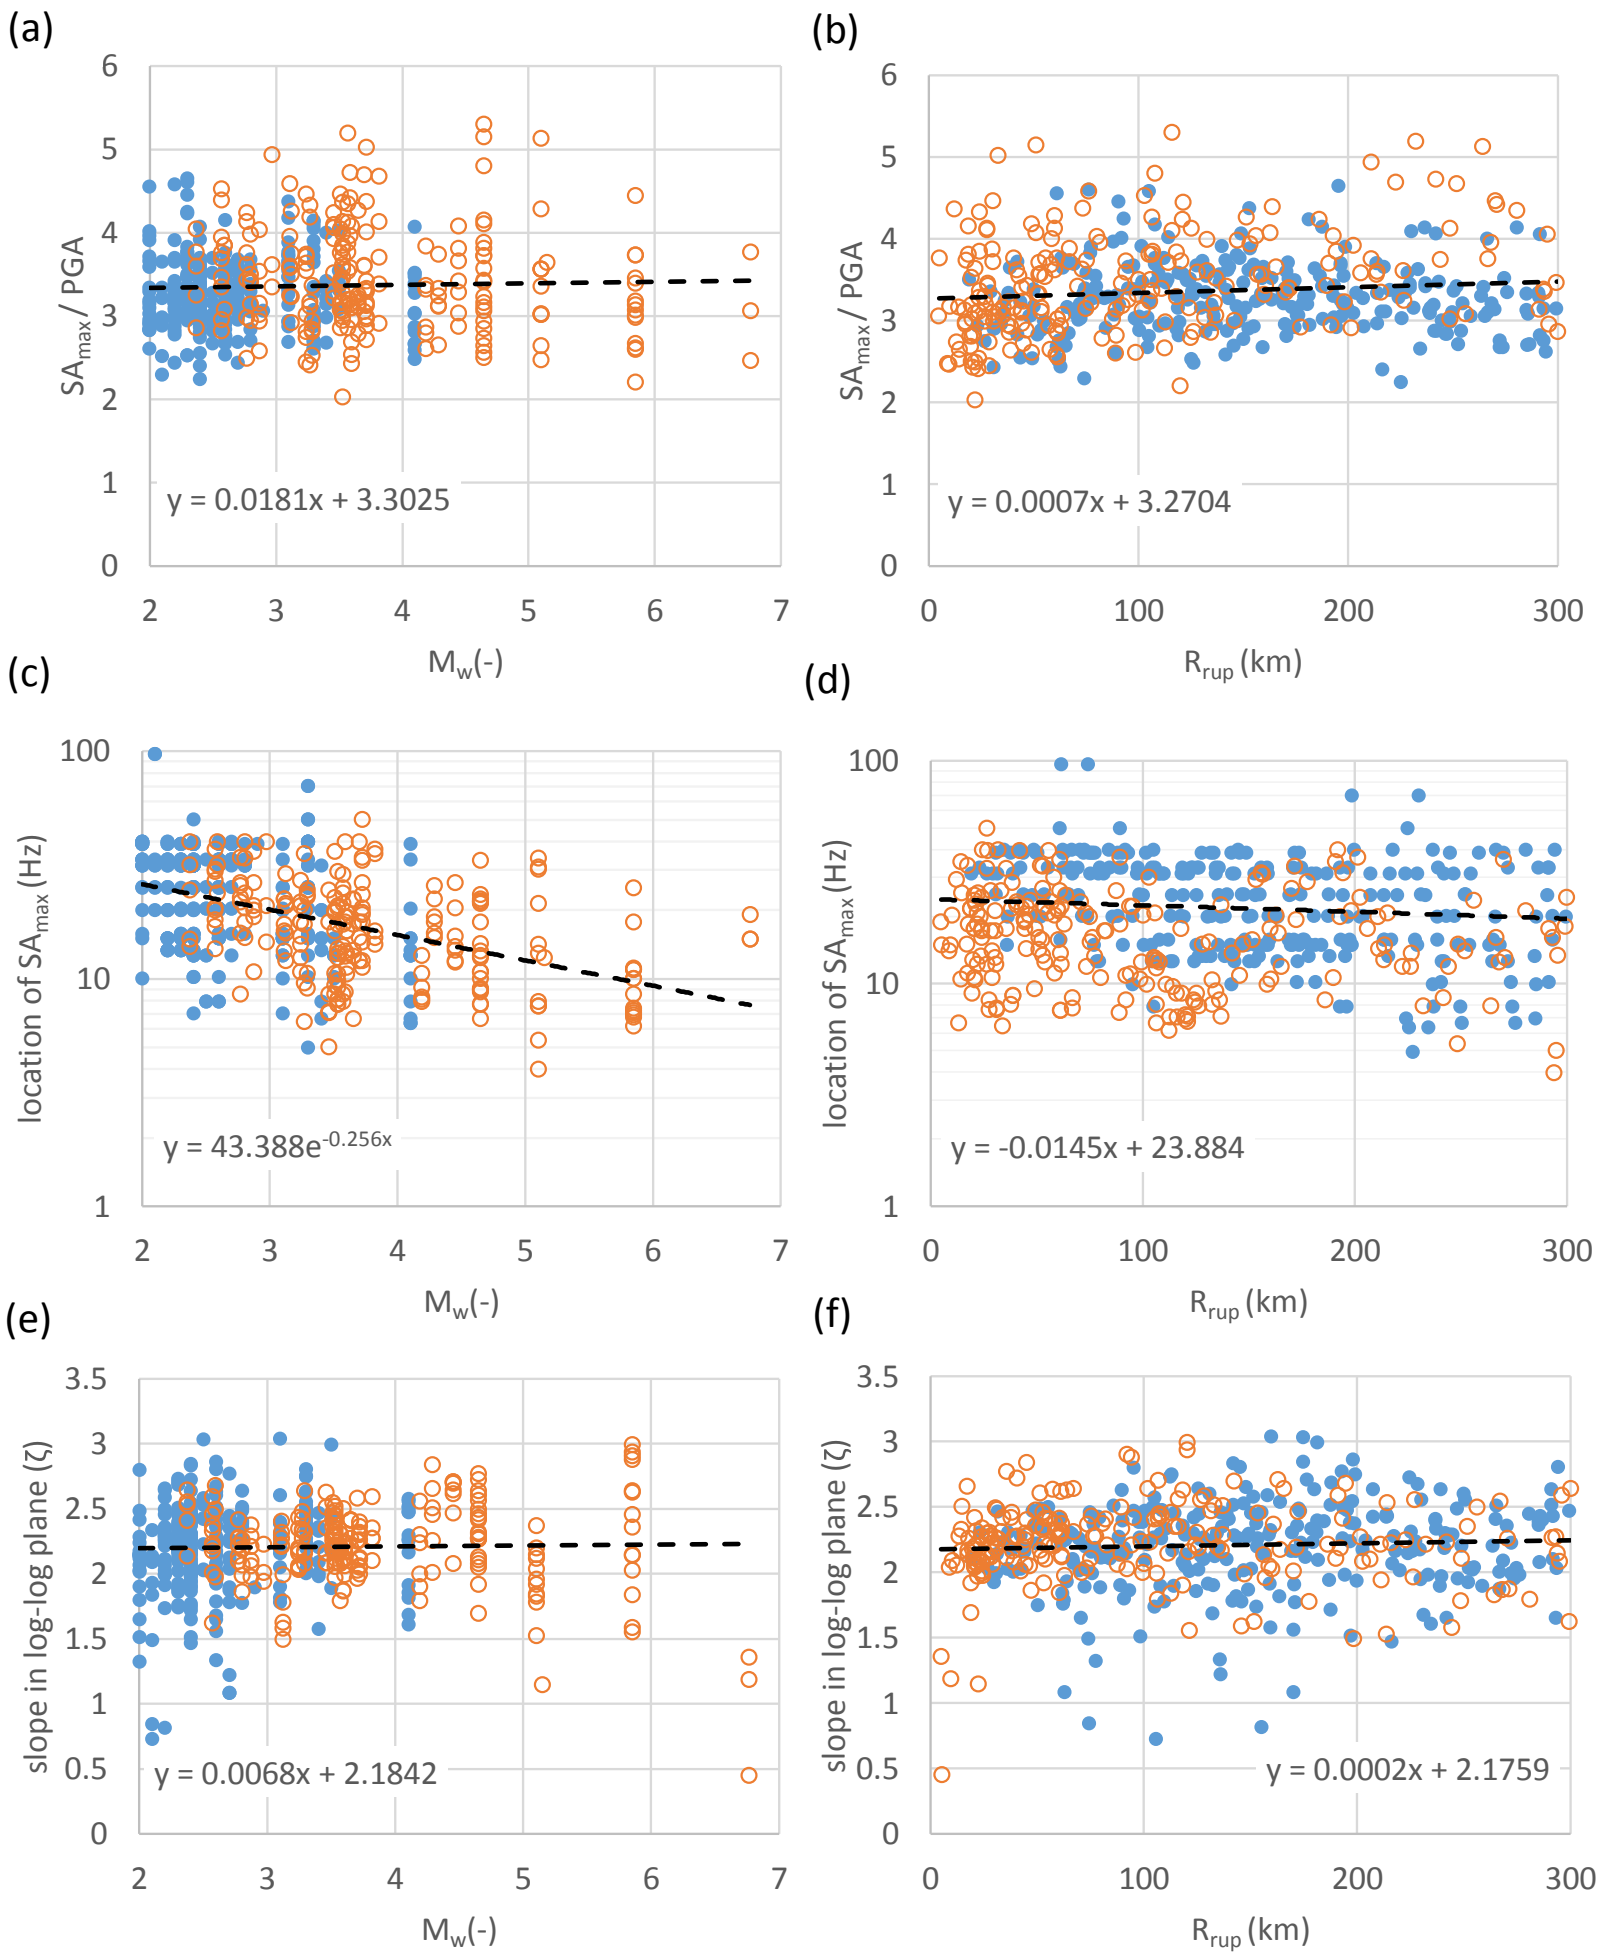 (a)
6
5
4
3
2
1
0
SAmax / PGA
y = 0.0181x + 3.3025
2 3 4 5 6 7
Mw(-)
(b)
6
5
4
3
2
1
0
SAmax / PGA
y = 0.0007x + 3.2704
0 100 200 300
Rrup (km)
(c)
100
10
1
location of SAmax (Hz)
y = 43.388e-0.256x
2 3 4 5 6 7
Mw(-)
(d)
100
10
1
location of SAmax (Hz)
y = -0.0145x + 23.884
0 100 200 300
Rrup (km)
(e)
3.5
3
2.5
2
1.5
1
0.5
0
slope in log-log plane (ζ)
y = 0.0068x + 2.1842
2 3 4 5 6 7
Mw(-)
(f)
3.5
3
2.5
2
1.5
1
0.5
0
slope in log-log plane (ζ)
y = 0.0002x + 2.1759
0 100 200 300
Rrup (km)